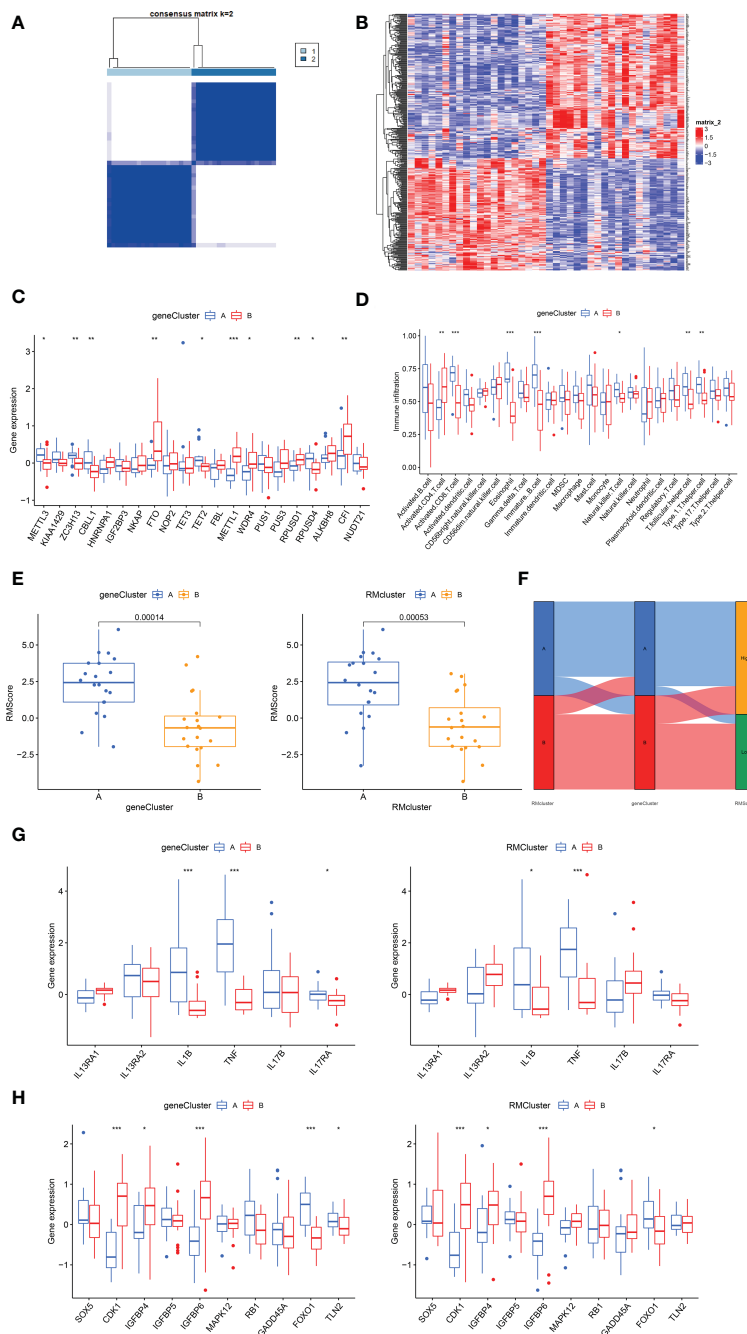 A
consensus matrix k=2
1
2
B
matrix_2
3
1.5
0
−1.5
−3
C
geneCluster A B
* ** ** ** * *** * ** * **
Gene expression
3
2
1
0
−1
METTL3
KIAA1429
ZC3H13
CBLL1
HNRNPA1
IGF2BP3
NKAP
FTO
NOP2
TET3
TET2
FBL
METTL1
WDR4
PUS1
PUS3
RPUSD1
RPUSD4
ALKBH8
CFI
NUDT21
D
geneCluster A B
** *** *** *** * ** **
Immune infiltration
1.00
0.75
0.50
0.25
0.00
Activated.B.cell
Activated.CD4.T.cell
Activated.CD8.T.cell
Activated.dendritic.cell
CD56bright.natural.killer.cell
CD56dim.natural.killer.cell
Eosinophil
Gamma.delta.T.cell
Immature.B.cell
Immature.dendritic.cell
MDSC
Macrophage
Mast.cell
Monocyte
Natural.killer.T.cell
Natural.killer.cell
Neutrophil
Plasmacytoid.dendritic.cell
Regulatory.T.cell
T.follicular.helper.cell
Type.1.T.helper.cell
Type.17.T.helper.cell
Type.2.T.helper.cell
E
geneCluster A B
0.00014
RMScore
5.0
2.5
0.0
−2.5
A B
geneCluster
RMcluster A B
0.00053
RMScore
5.0
2.5
0.0
−2.5
A B
RMcluster
F
A A
B B
RMcluster geneCluster
G
geneCluster A B
*** *** *
Gene expression
4
2
0
IL13RA1
IL13RA2
IL1B
TNF
IL17B
IL17RA
RMCluster A B
* ***
Gene expression
4
2
0
IL13RA1
IL13RA2
IL1B
TNF
IL17B
IL17RA
H
geneCluster A B
*** * *** *** *
Gene expression
2
1
0
−1
SOX5
CDK1
IGFBP4
IGFBP5
IGFBP6
MAPK12
RB1
GADD45A
FOXO1
TLN2
RMCluster A B
*** * *** *
Gene expression
2
1
0
−1
SOX5
CDK1
IGFBP4
IGFBP5
IGFBP6
MAPK12
RB1
GADD45A
FOXO1
TLN2